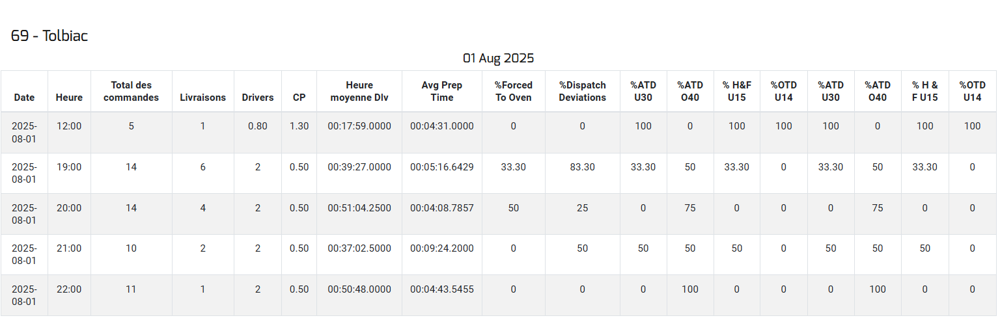 69 - Tolbiac
01 Aug 2025
Date Heure Total des commandes Livraisons Drivers CP Heure moyenne Dlv Avg Prep Time %Forced To Oven %Dispatch Deviations %ATD U30 %ATD O40 % H&F U15 %OTD U14 %ATD U30 %ATD O40 % H & F U15 %OTD U14
2025-08-01 12:00 5 1 0.80 1.30 00:17:59.0000 00:04:31.0000 0 0 100 0 100 100 100 0 100 100
2025-08-01 19:00 14 6 2 0.50 00:39:27.0000 00:05:16.6429 33.30 83.30 33.30 50 33.30 0 33.30 50 33.30 0
2025-08-01 20:00 14 4 2 0.50 00:51:04.2500 00:04:08.7857 50 25 0 75 0 0 0 75 0 0
2025-08-01 21:00 10 2 2 0.50 00:37:02.5000 00:09:24.2000 0 50 50 50 50 0 50 50 50 0
2025-08-01 22:00 11 1 2 0.50 00:50:48.0000 00:04:43.5455 0 0 0 100 0 0 0 100 0 0